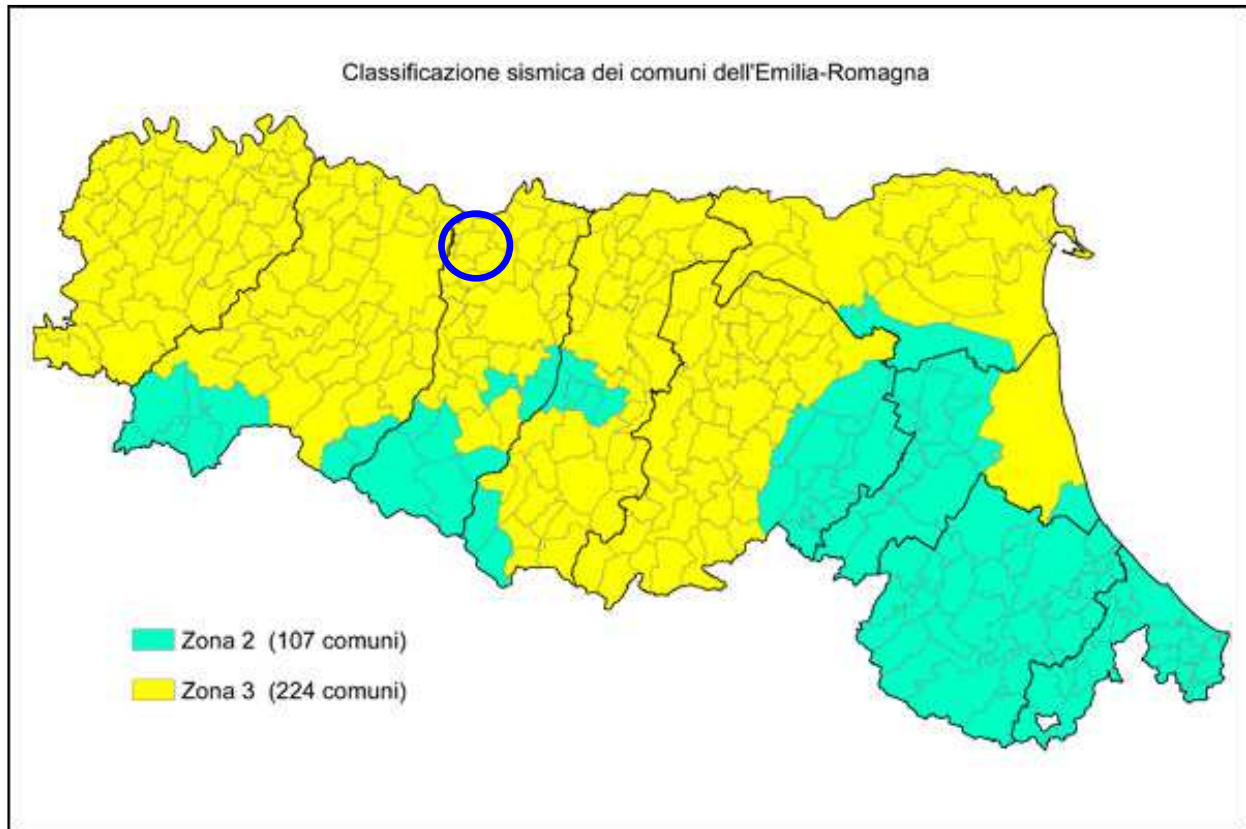 Classificazione sismica dei comuni dell'Emilia-Romagna
Zona 2 (107 comuni)
Zona 3 (224 comuni)